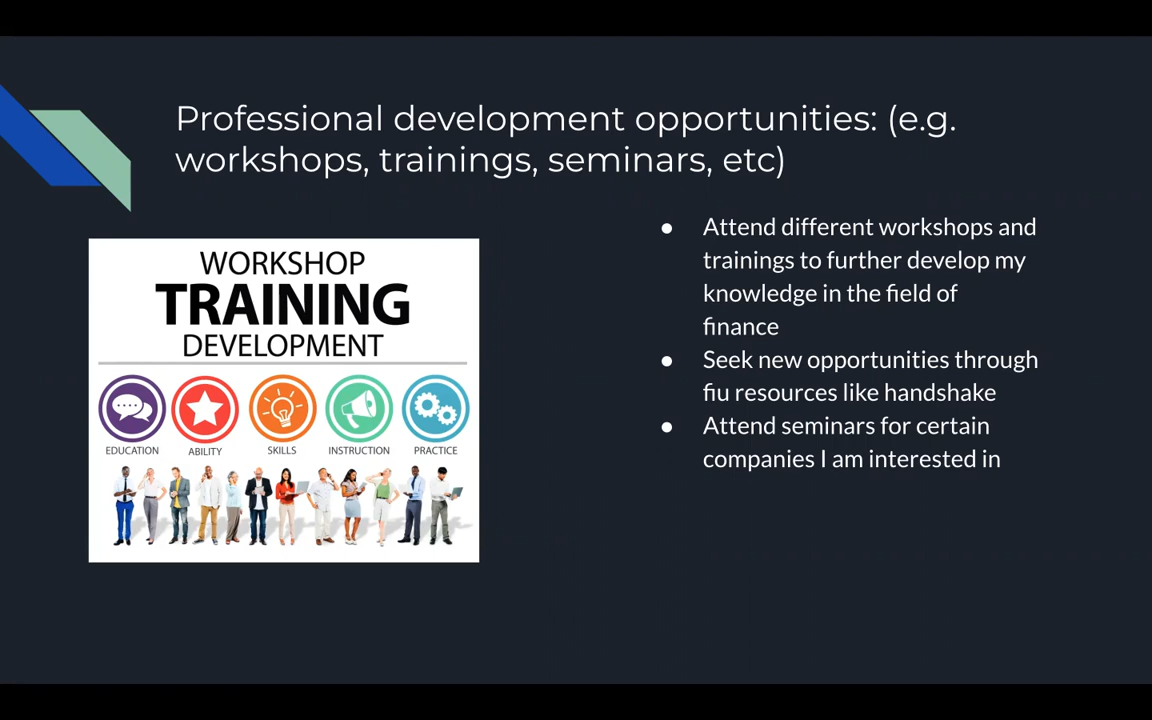 Professional development opportunities: (e.g.
workshops, trainings, seminars, etc)
WORKSHOP
TRAINING
DEVELOPMENT
EDUCATION
ABILITY
SKILLS
INSTRUCTION
PRACTICE
● Attend different workshops and
trainings to further develop my
knowledge in the field of
finance
● Seek new opportunities through
fiu resources like handshake
● Attend seminars for certain
companies I am interested in